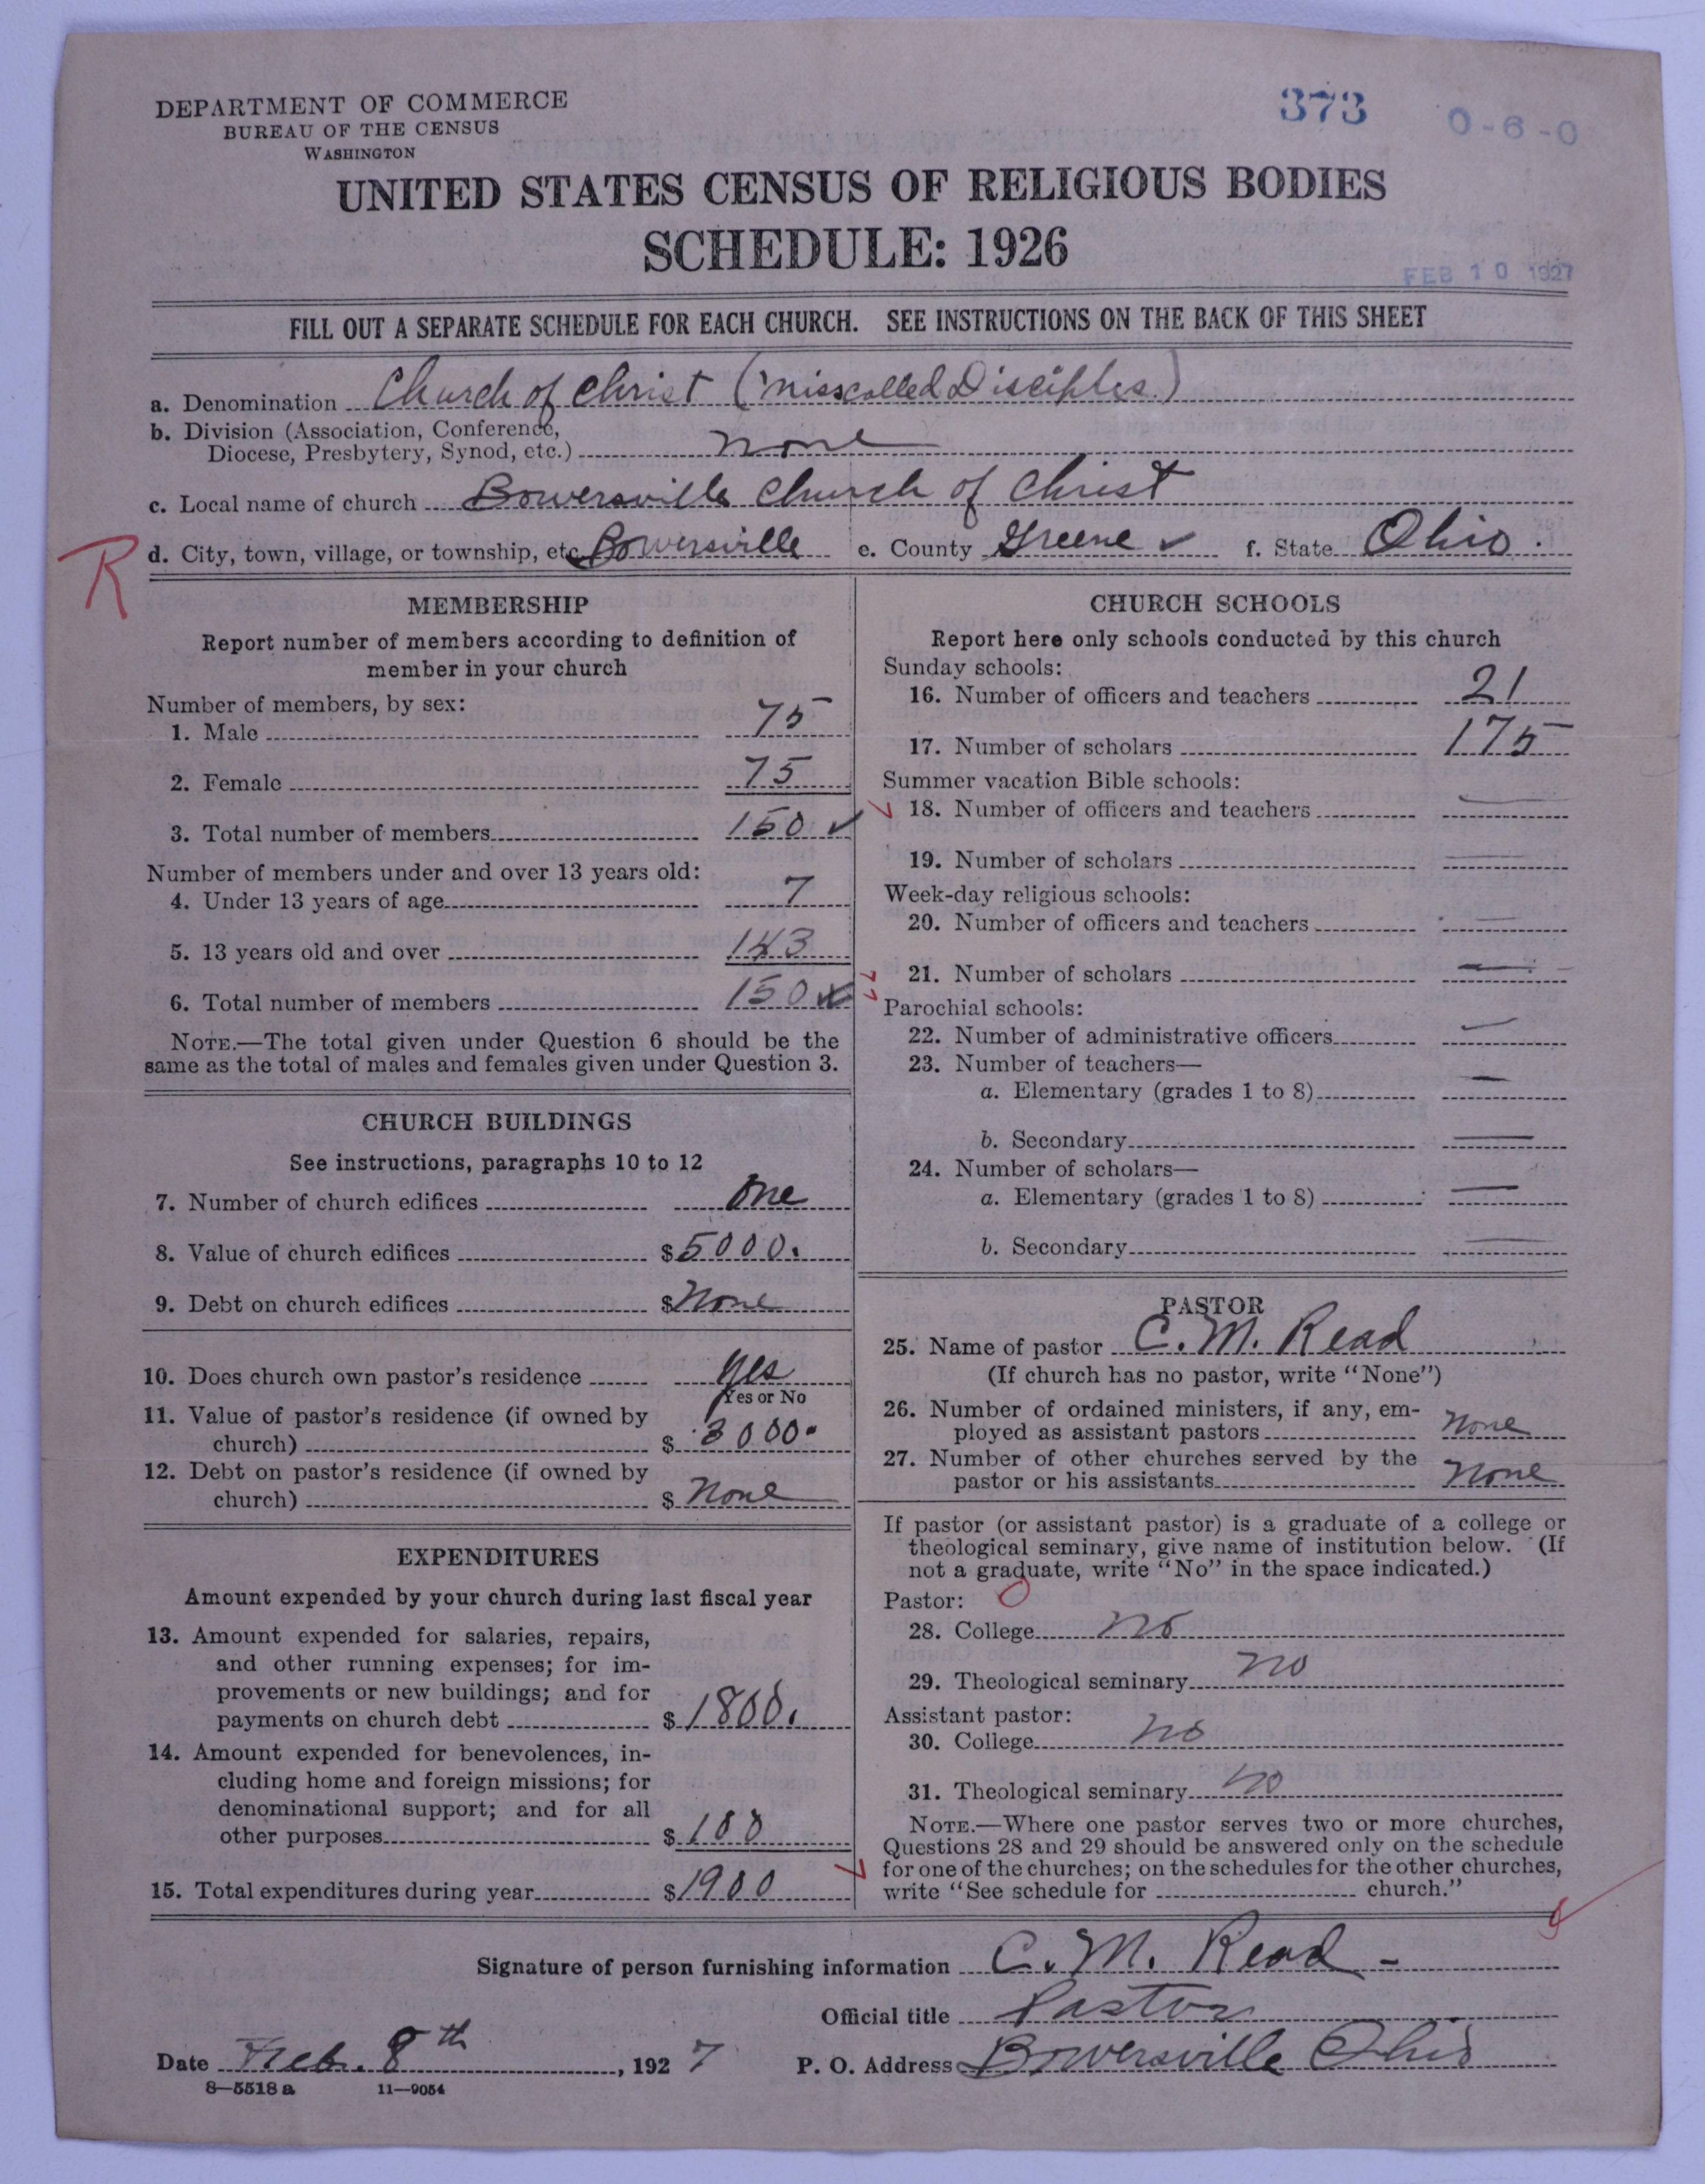 DEPARTMENT OF COMMERCE
BUREAU OF THE CENSUS
WASHINGTON
373
0-6-0
UNITED STATES CENSUS OF RELIGIOUS BODIES
SCHEDULE: 1926
FEB 10 1927
FILL OUT A SEPARATE SCHEDULE FOR EACH CHURCH. SEE INSTRUCTIONS ON THE BACK OF THIS SHEET
a. Denomination Church of Christ (misscalled Disciples.)
b. Division (Association, Conference,
Diocese, Presbytery, Synod, etc.) none
c. Local name of church Bowersville Church of Christ
R
d. City, town, village, or township, etc Bowersville e. County Greene ✓ f. State Ohio.
MEMBERSHIP
Report number of members according to definition of
member in your church
Number of members, by sex:
1. Male 75
2. Female 75
3. Total number of members 150 ✓
Number of members under and over 13 years old:
4. Under 13 years of age 7
5. 13 years old and over 143
6. Total number of members 150
NOTE.—The total given under Question 6 should be the
same as the total of males and females given under Question 3.
CHURCH BUILDINGS
See instructions, paragraphs 10 to 12
7. Number of church edifices One
8. Value of church edifices $5000.
9. Debt on church edifices $None
10. Does church own pastor's residence yes
Yes or No
11. Value of pastor's residence (if owned by
church) $3000.
12. Debt on pastor's residence (if owned by
church) $None
EXPENDITURES
Amount expended by your church during last fiscal year
13. Amount expended for salaries, repairs,
and other running expenses; for im-
provements or new buildings; and for
payments on church debt $1800.
14. Amount expended for benevolences, in-
cluding home and foreign missions; for
denominational support; and for all
other purposes $100
15. Total expenditures during year $1900
CHURCH SCHOOLS
Report here only schools conducted by this church
Sunday schools:
16. Number of officers and teachers 21
17. Number of scholars 175
Summer vacation Bible schools:
18. Number of officers and teachers —
19. Number of scholars —
Week-day religious schools:
20. Number of officers and teachers —
21. Number of scholars —
Parochial schools:
22. Number of administrative officers —
23. Number of teachers—
a. Elementary (grades 1 to 8) —
b. Secondary —
24. Number of scholars—
a. Elementary (grades 1 to 8) —
b. Secondary —
PASTOR
25. Name of pastor C. M. Read
(If church has no pastor, write "None")
26. Number of ordained ministers, if any, em-
ployed as assistant pastors None
27. Number of other churches served by the
pastor or his assistants None
If pastor (or assistant pastor) is a graduate of a college or
theological seminary, give name of institution below. (If
not a graduate, write "No" in the space indicated.)
Pastor:
28. College no
29. Theological seminary no
Assistant pastor:
30. College no
31. Theological seminary no
NOTE.—Where one pastor serves two or more churches,
Questions 28 and 29 should be answered only on the schedule
for one of the churches; on the schedules for the other churches,
write "See schedule for church."
Signature of person furnishing information C. M. Read -
Official title Pastor
Date Feb. 8th, 1927 P. O. Address Bowersville Ohio
8—5518 a 11—9054